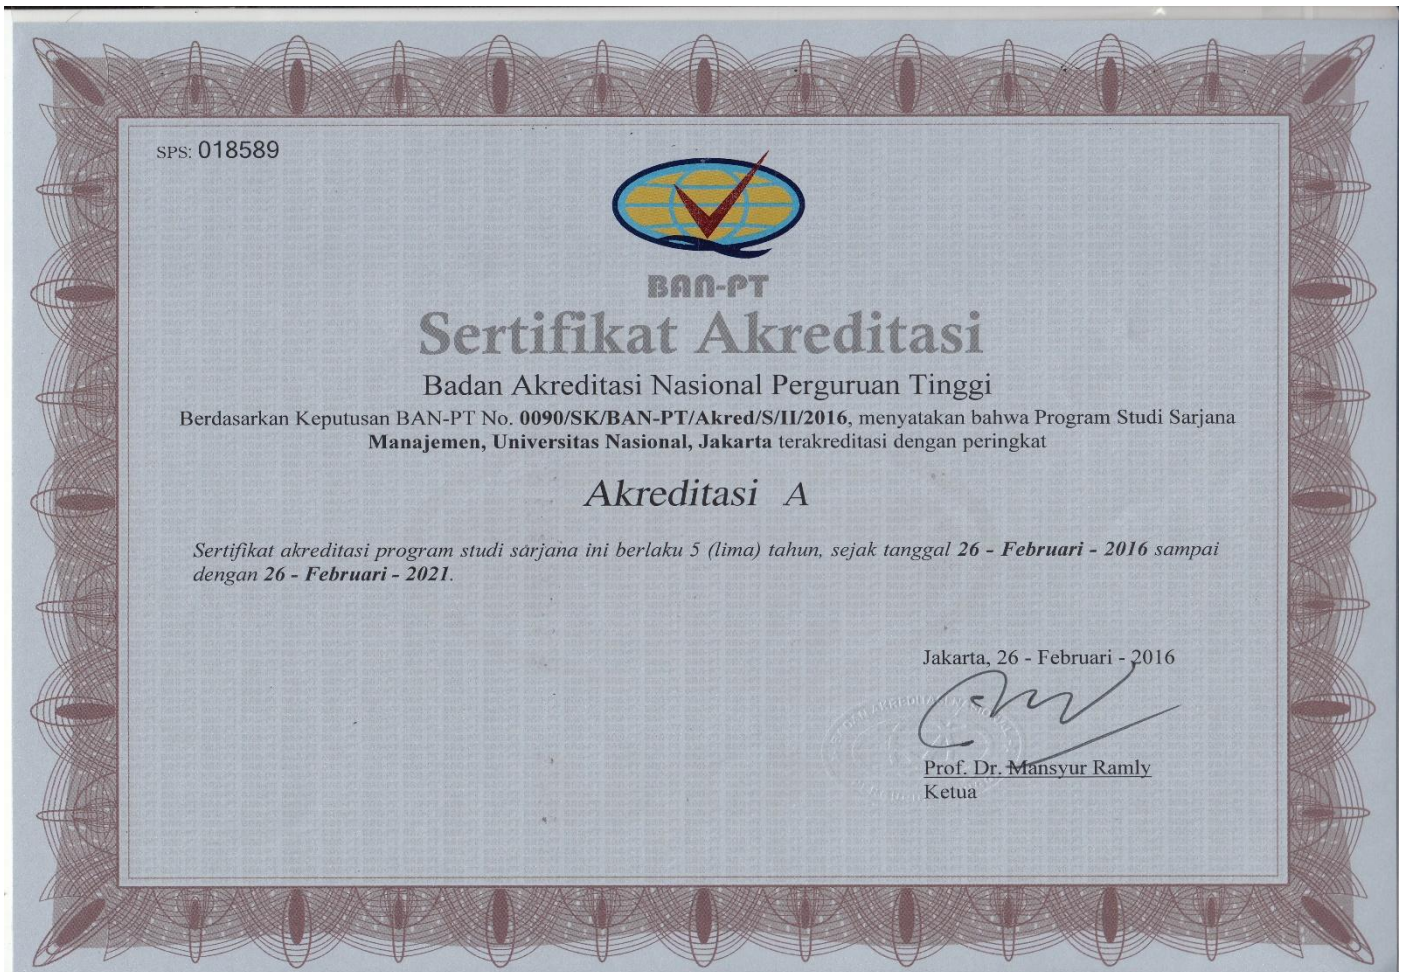 SPS: 018589
BAN-PT
Sertifikat Akreditasi
Badan Akreditasi Nasional Perguruan Tinggi
Berdasarkan Keputusan BAN-PT No. 0090/SK/BAN-PT/Akred/S/II/2016, menyatakan bahwa Program Studi Sarjana
Manajemen, Universitas Nasional, Jakarta terakreditasi dengan peringkat
Akreditasi A
Sertifikat akreditasi program studi sarjana ini berlaku 5 (lima) tahun, sejak tanggal 26 - Februari - 2016 sampai
dengan 26 - Februari - 2021.
Jakarta, 26 - Februari - 2016
Prof. Dr. Mansyur Ramly
Ketua